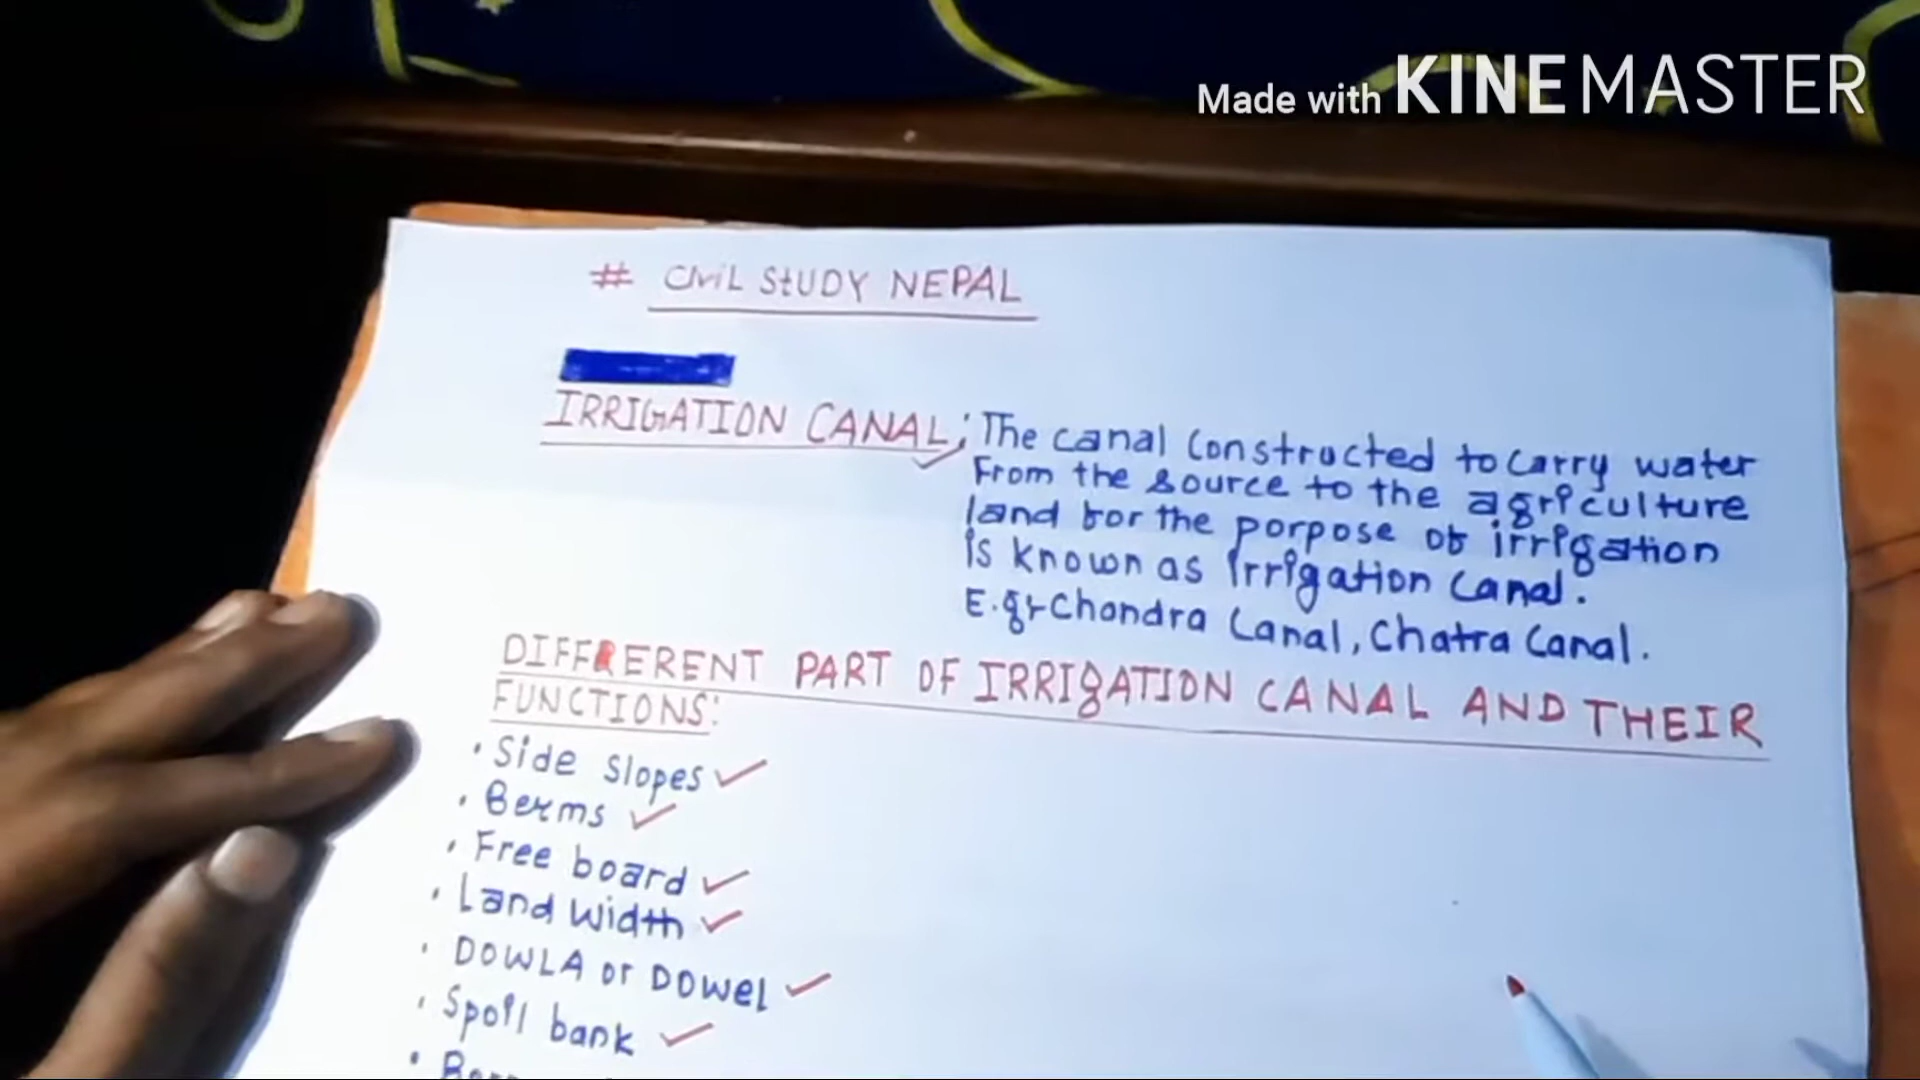 Made with KINEMASTER
# CIVIL STUDY NEPAL
IRRIGATION CANAL: The canal constructed to carry water
From the source to the agriculture
land for the porpose of irrigation
is known as irrigation canal.
E.g:- Chandra Canal, Chatra Canal.
DIFFERENT PART OF IRRIGATION CANAL AND THEIR
FUNCTIONS:
• Side slopes
• Berms
• Free board
• Land width
• DOWLA or DOWEL
• Spoil bank